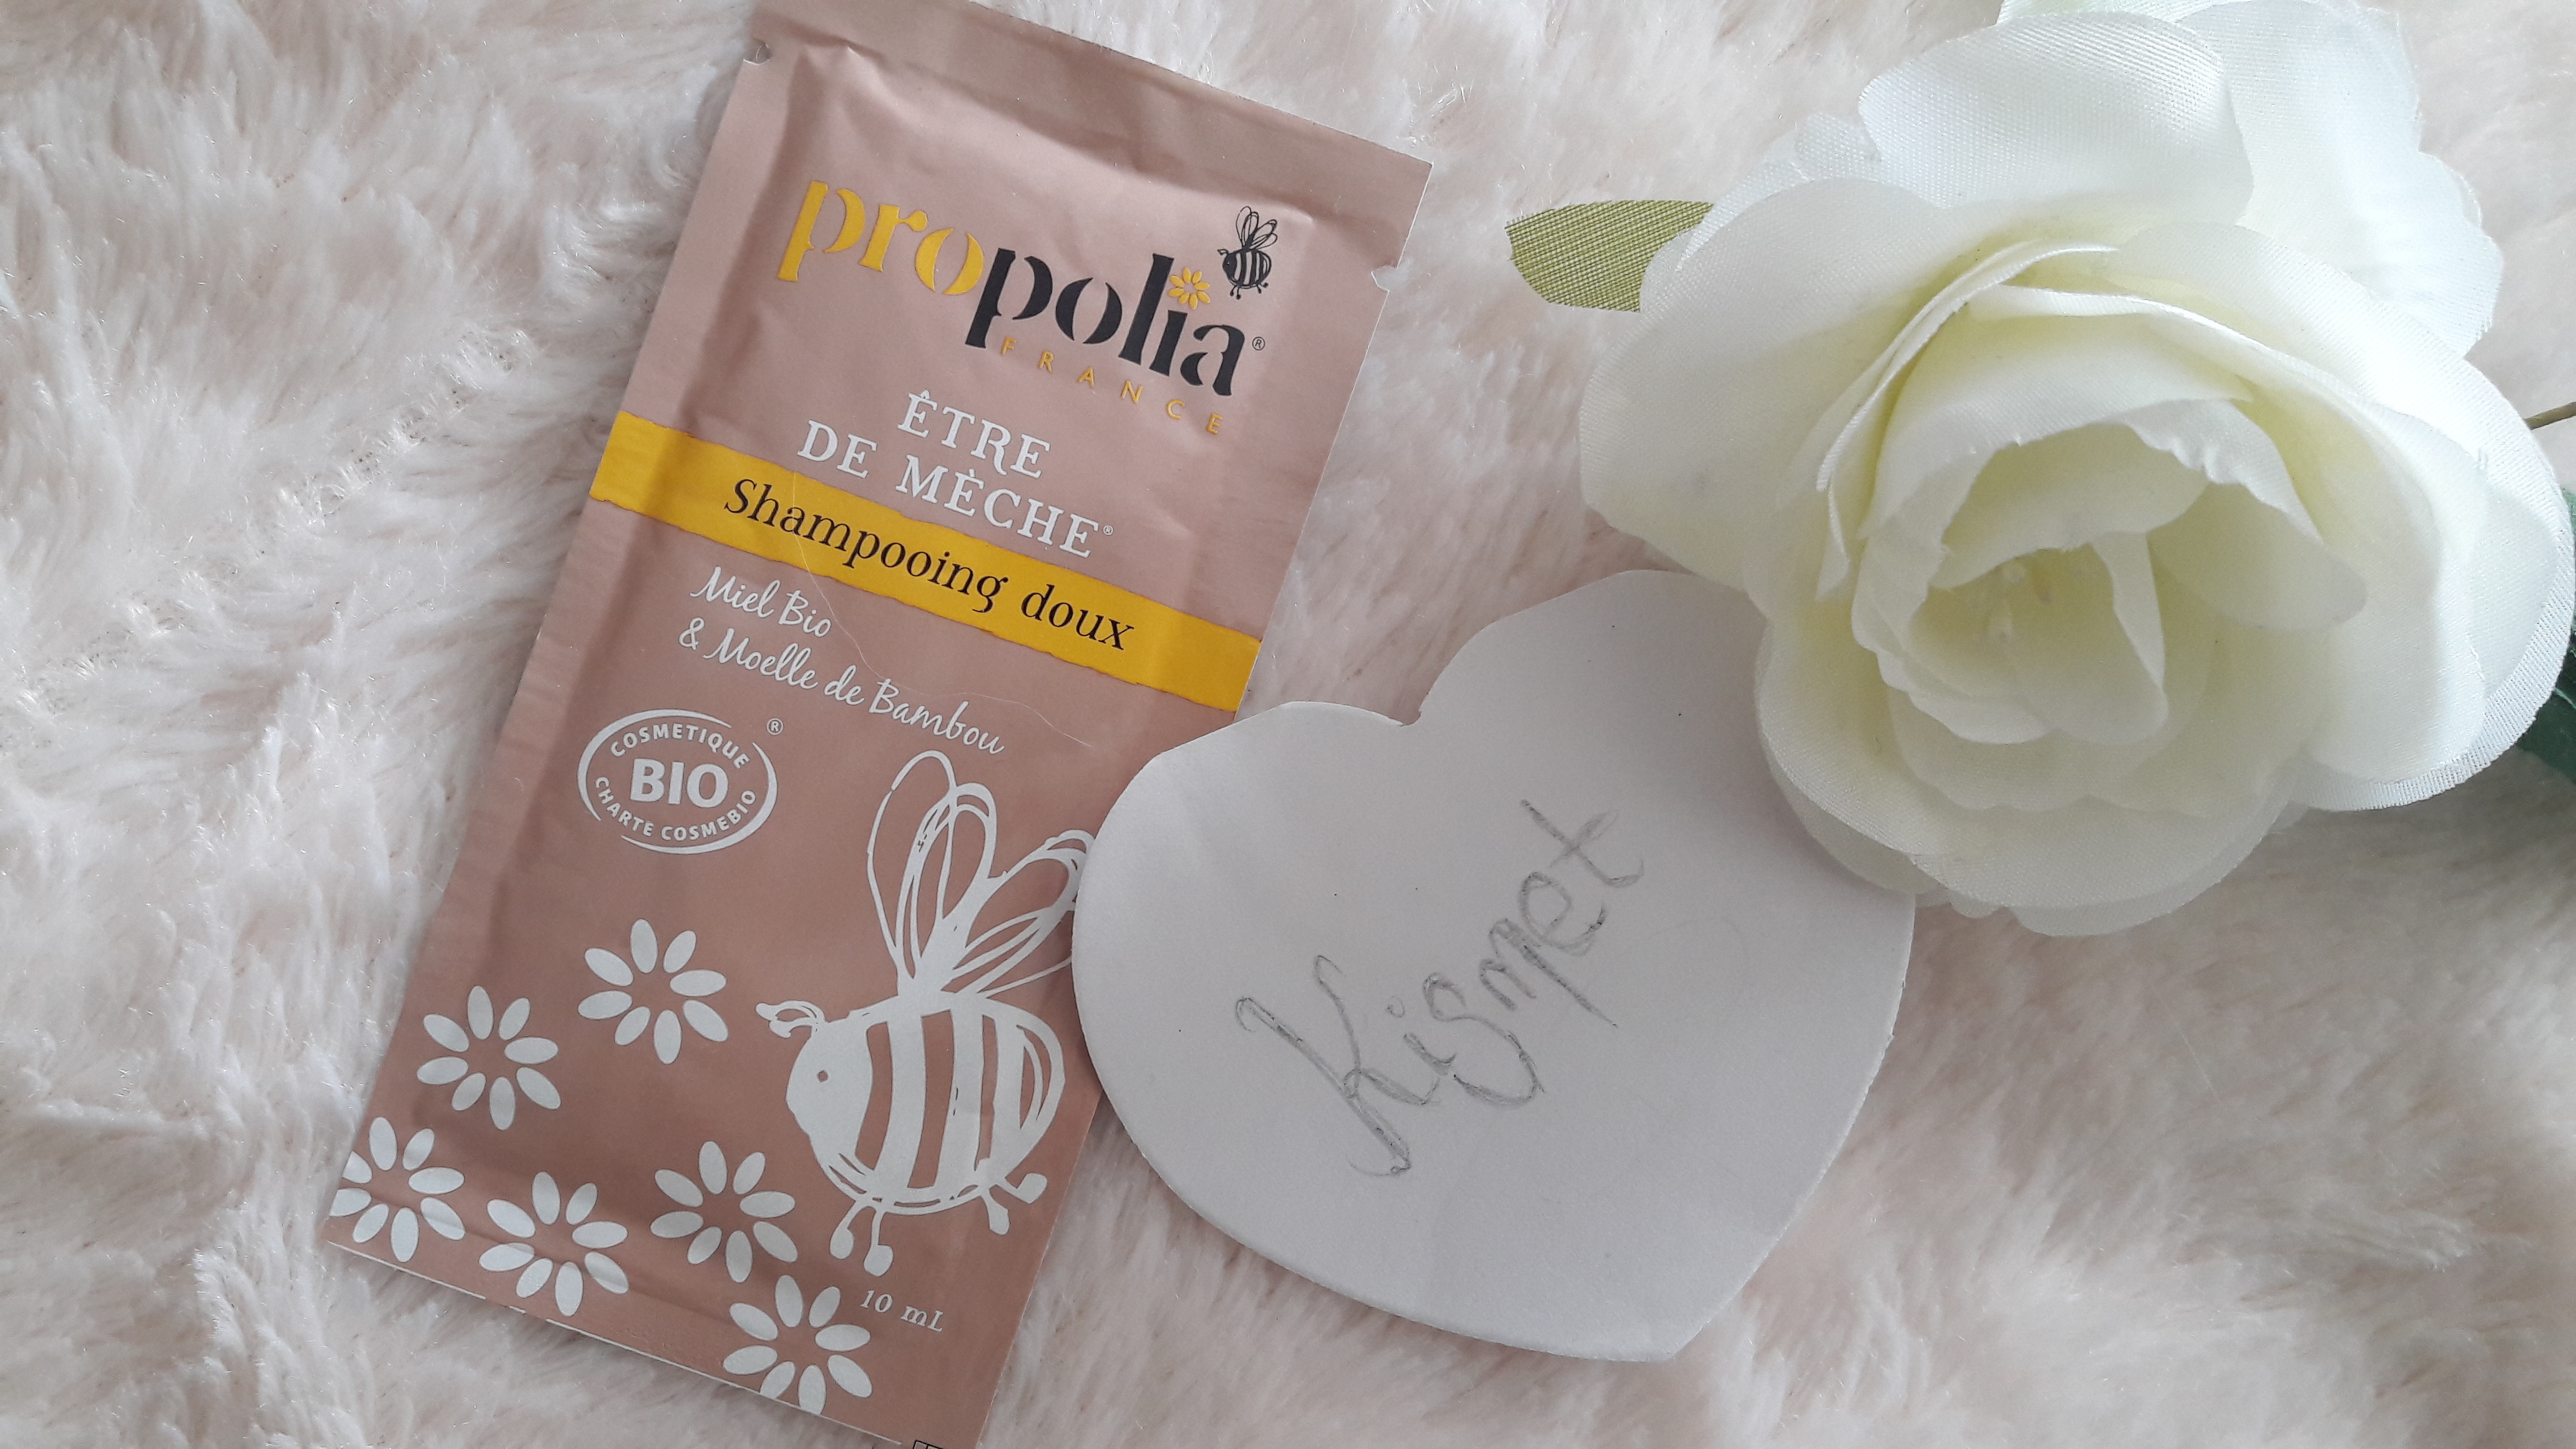 propolia®
FRANCE
ÊTRE
DE MÈCHE®
Shampooing doux
Miel Bio
& Moelle de Bambou
COSMETIQUE ®
BIO
CHARTE COSMEBIO
10 mL
Kismet